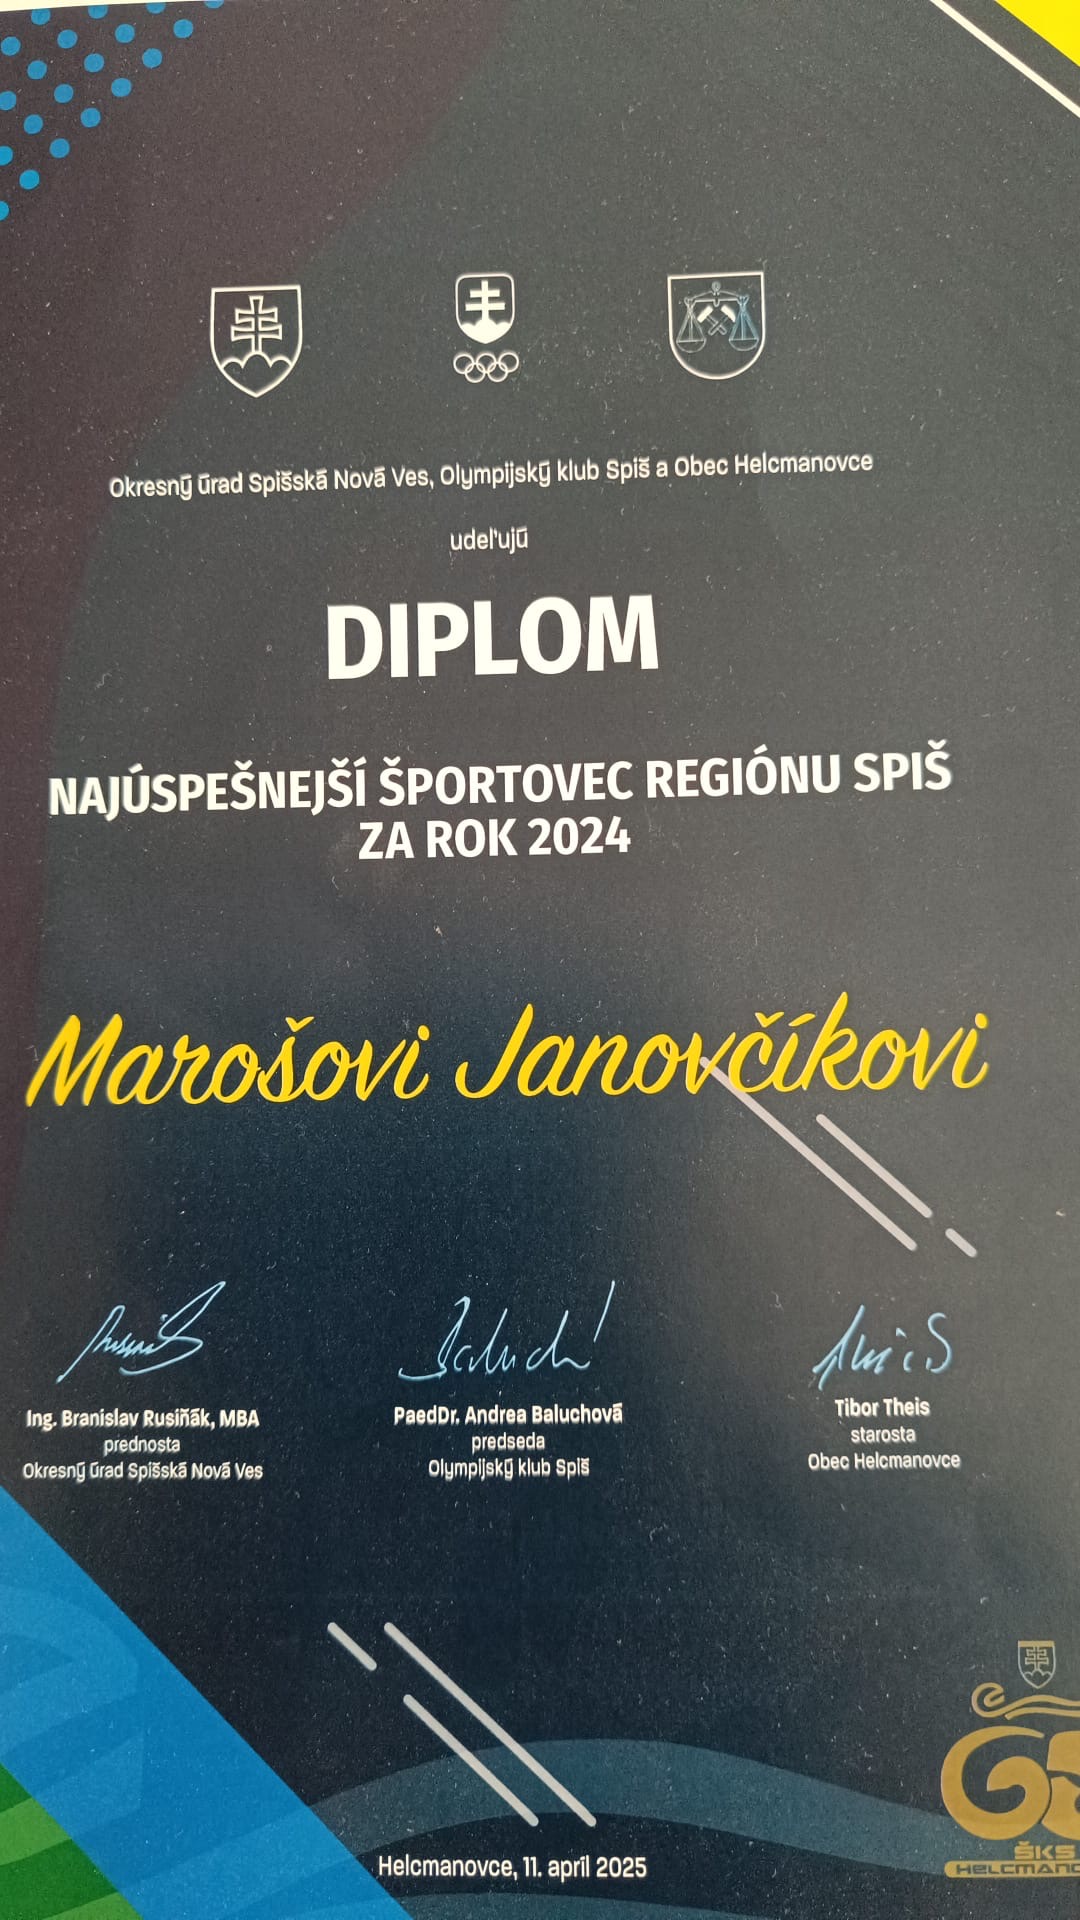 Okresný úrad Spišská Nová Ves, Olympijský klub Spiš a Obec Helcmanovce
udeľujú
DIPLOM
NAJÚSPEŠNEJŠÍ ŠPORTOVEC REGIÓNU SPIŠ
ZA ROK 2024
Marošovi Janovčíkovi
Ing. Branislav Rusiňák, MBA
prednosta
Okresný úrad Spišská Nová Ves
PaedDr. Andrea Baluchová
predseda
Olympijský klub Spiš
Tibor Theis
starosta
Obec Helcmanovce
ŠKS
Helcmanovce, 11. apríl 2025